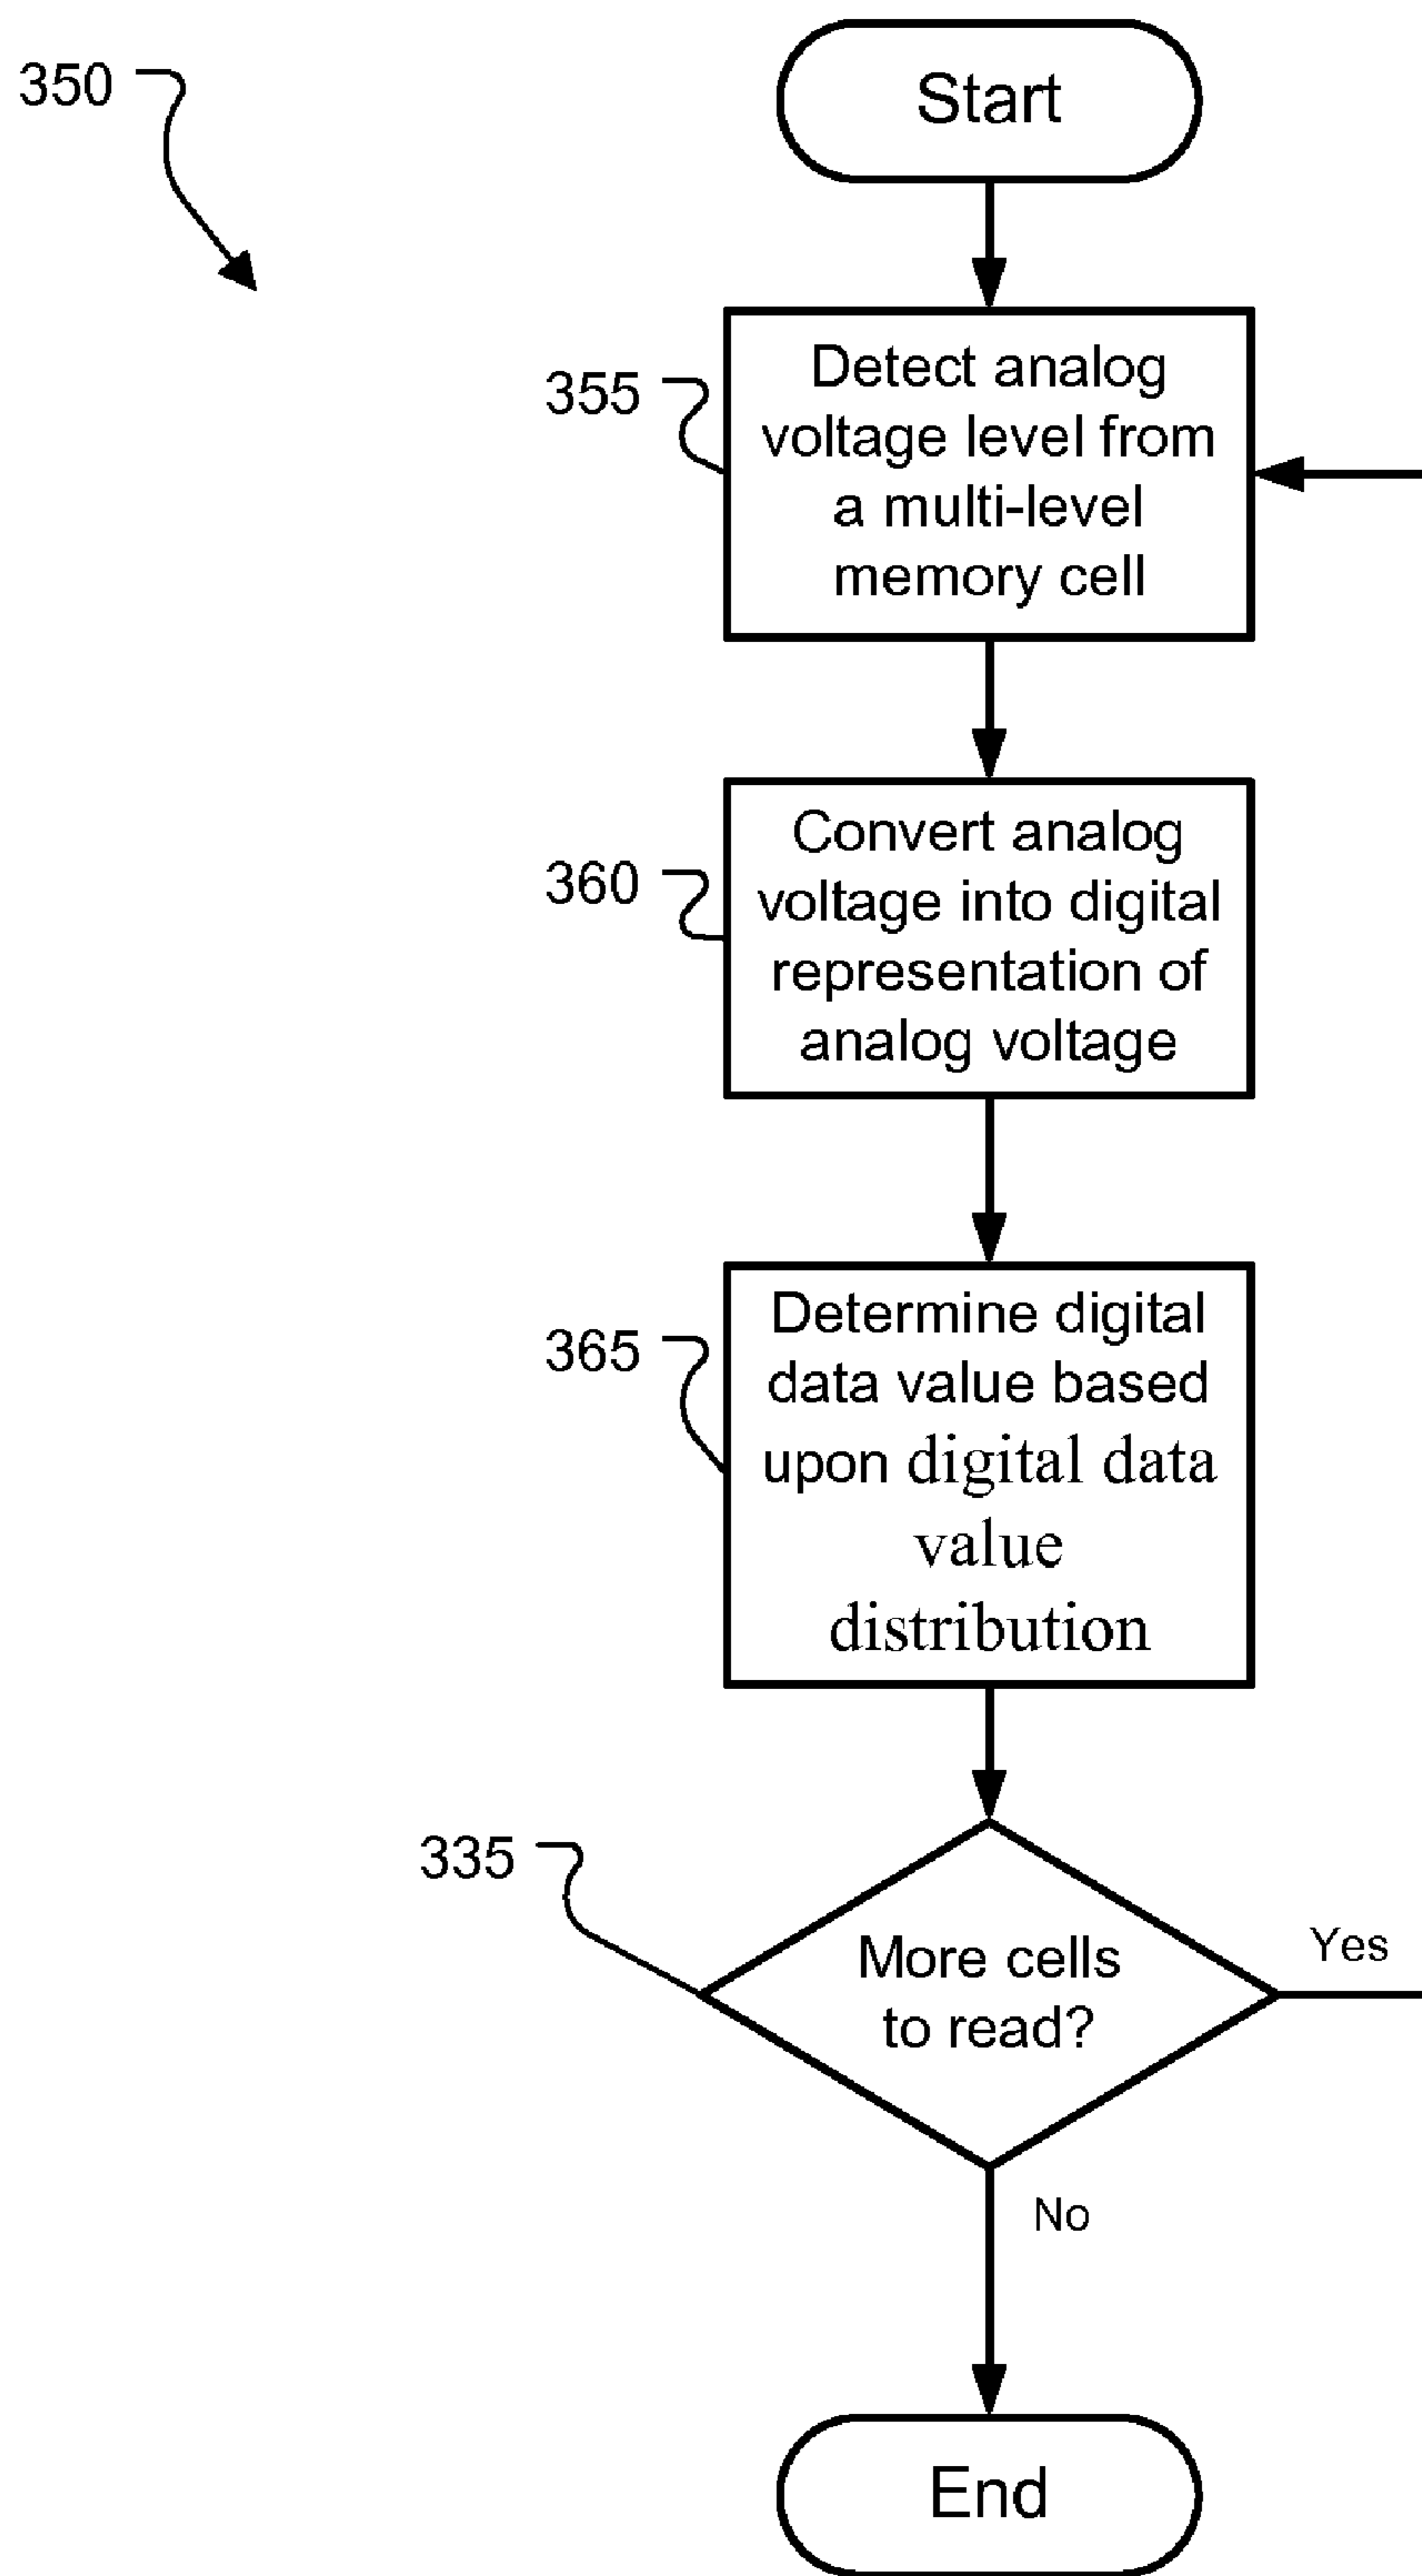 350
Start
355
Detect analog
voltage level from
a multi-level
memory cell
360
Convert analog
voltage into digital
representation of
analog voltage
365
Determine digital
data value based
upon digital data
value
distribution
335
More cells
to read?
Yes
No
End